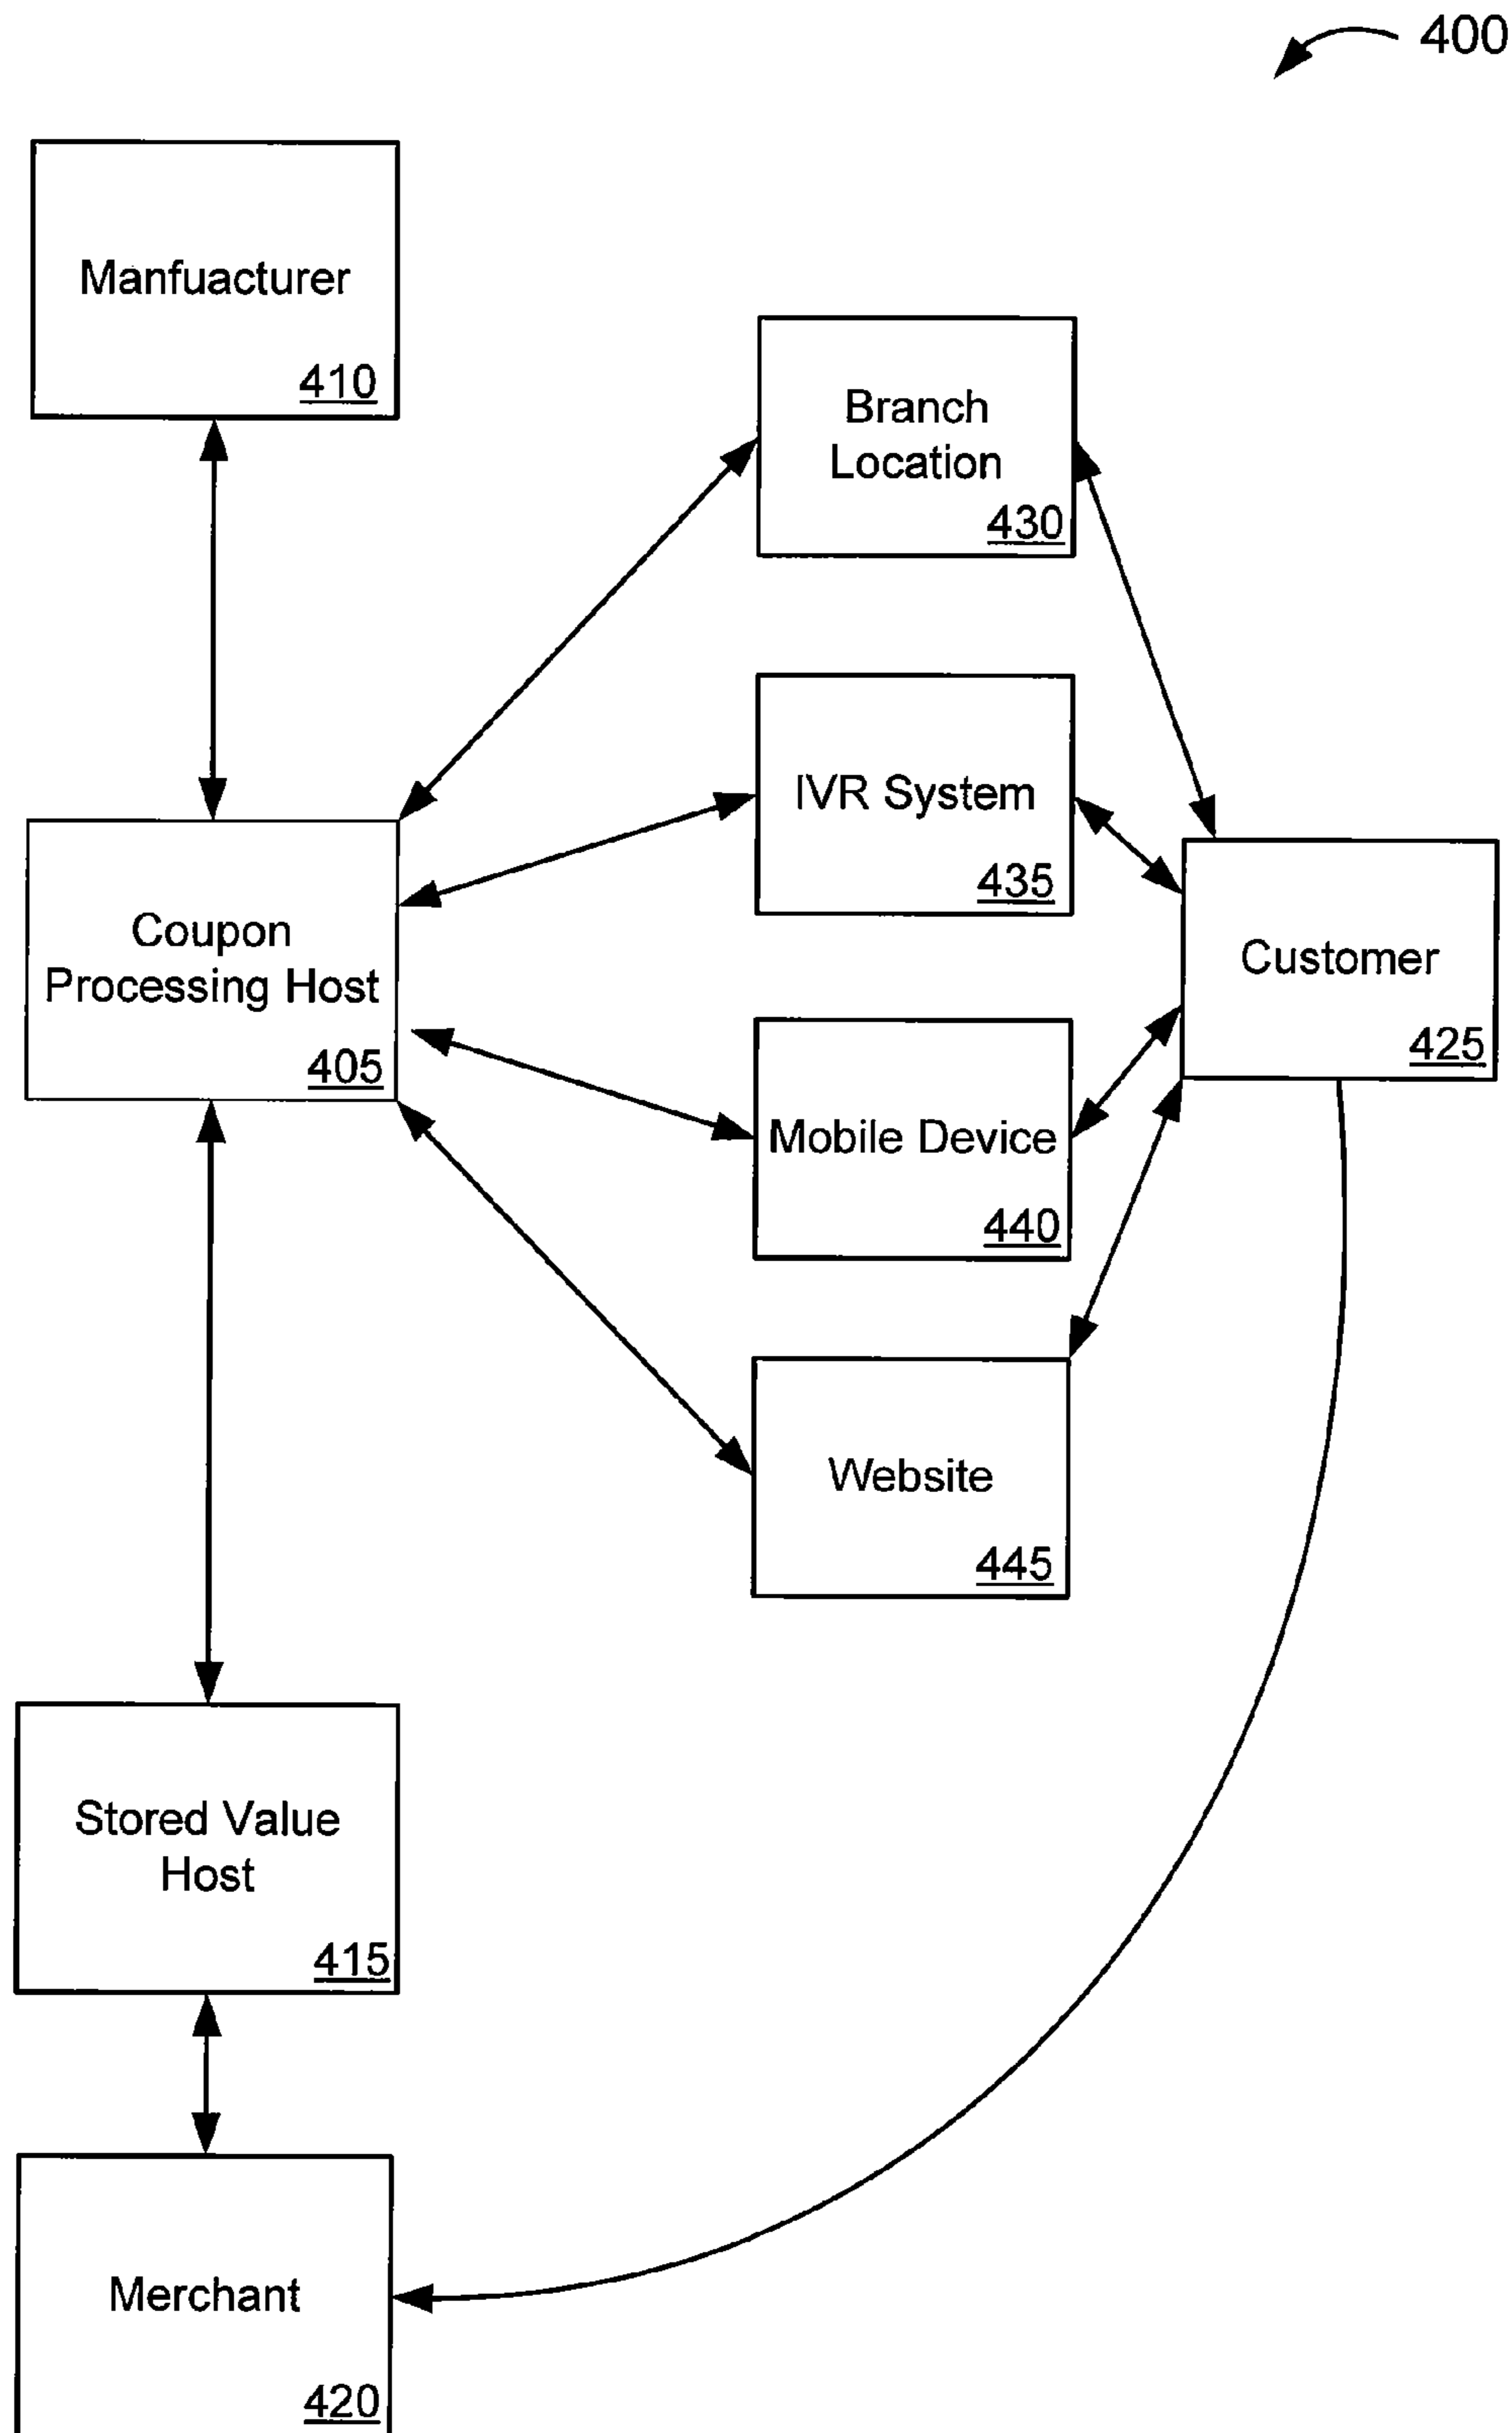 400
Manfuacturer
410
Branch
Location
430
IVR System
435
Coupon
Processing Host
405
Customer
425
Mobile Device
440
Website
445
Stored Value
Host
415
Merchant
420